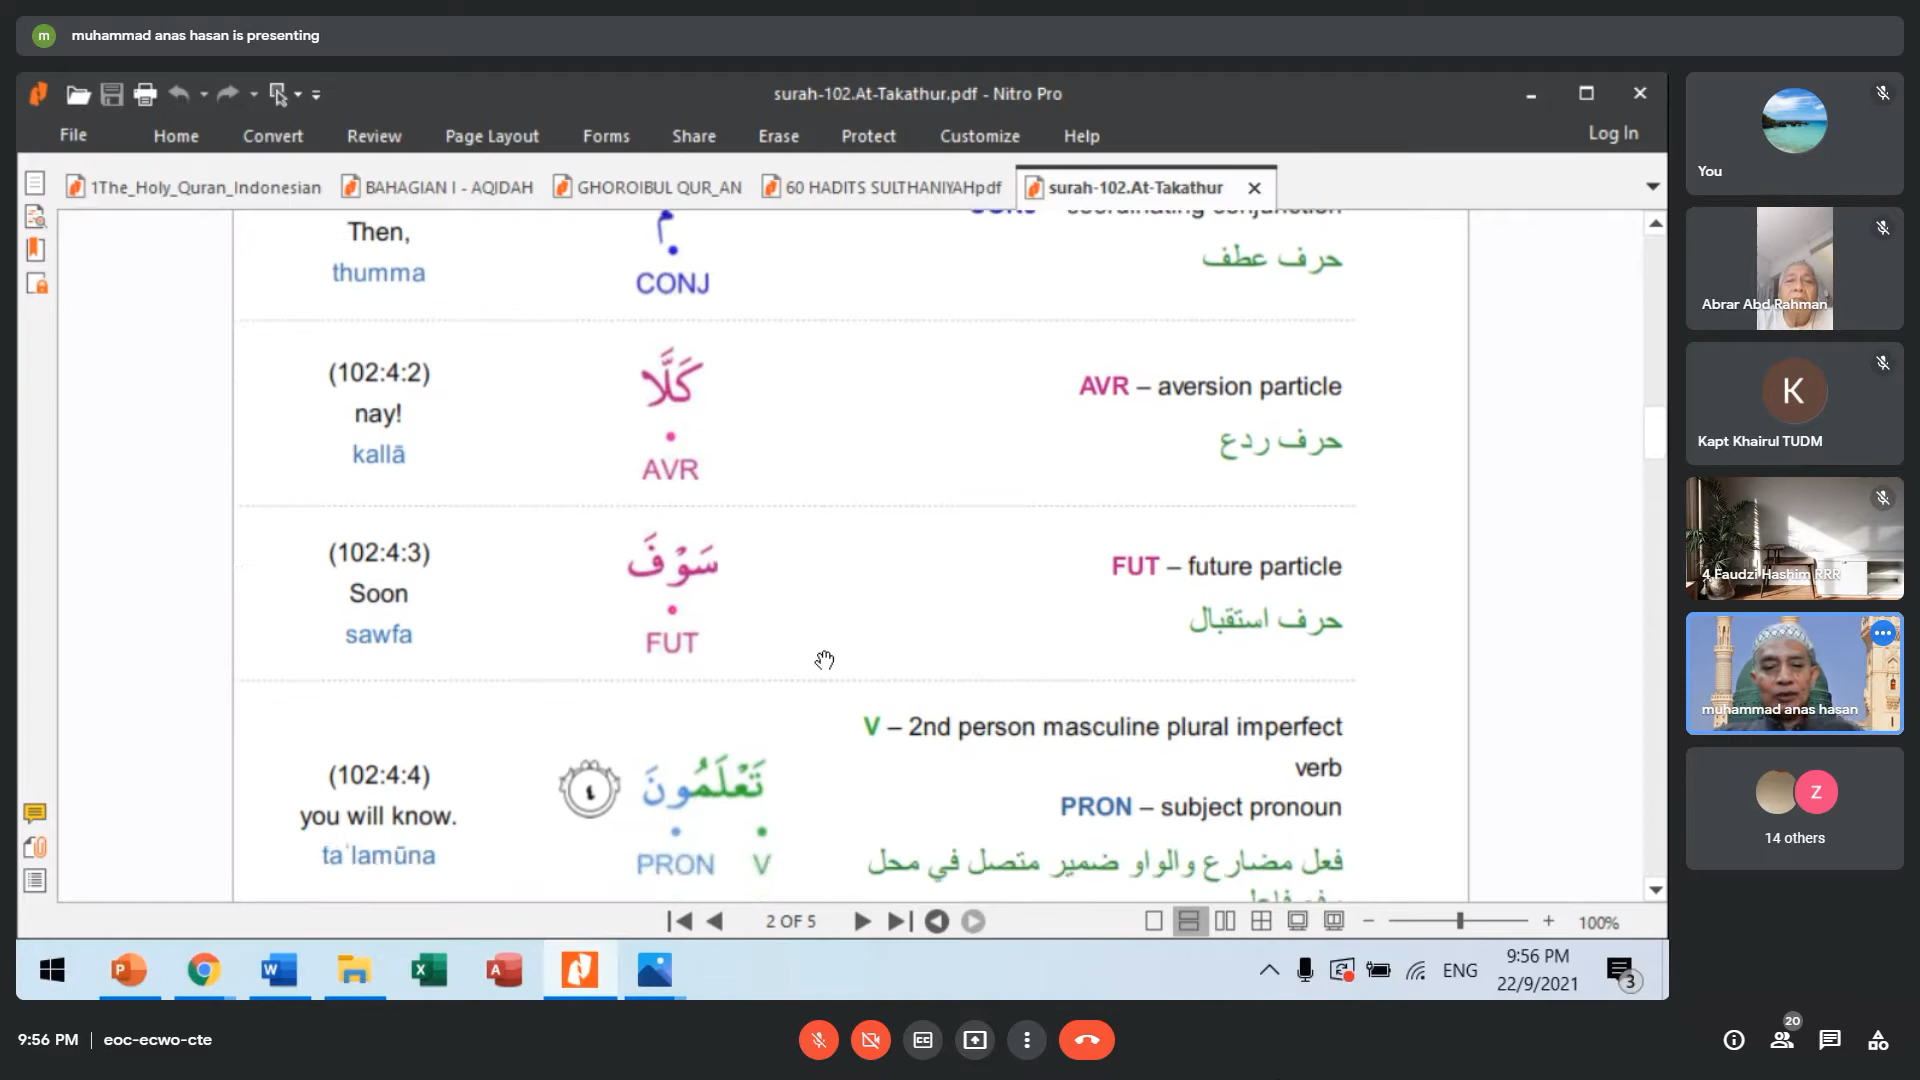 m
muhammad anas hasan is presenting
surah-102.At-Takathur.pdf - Nitro Pro
File
Home
Convert
Review
Page Layout
Forms
Share
Erase
Protect
Customize
Help
Log In
1The_Holy_Quran_Indonesian
BAHAGIAN I - AQIDAH
GHOROIBUL QUR_AN
60 HADITS SULTHANIYAHpdf
surah-102.At-Takathur
Then,
thumma
CONJ
coordinating conjunction
حرف عطف
(102:4:2)
nay!
kallā
كَلَّا
AVR
AVR – aversion particle
حرف ردع
(102:4:3)
Soon
sawfa
سَوْفَ
FUT
FUT – future particle
حرف استقبال
(102:4:4)
you will know.
taʿlamūna
تَعْلَمُونَ
٤
PRON
V
V – 2nd person masculine plural imperfect
verb
PRON – subject pronoun
فعل مضارع والواو ضمير متصل في محل
2 OF 5
100%
ENG
9:56 PM
22/9/2021
3
You
Abrar Abd Rahman
K
Kapt Khairul TUDM
4 Faudzi Hashim RRR
muhammad anas hasan
Z
14 others
9:56 PM
eoc-ecwo-cte
20